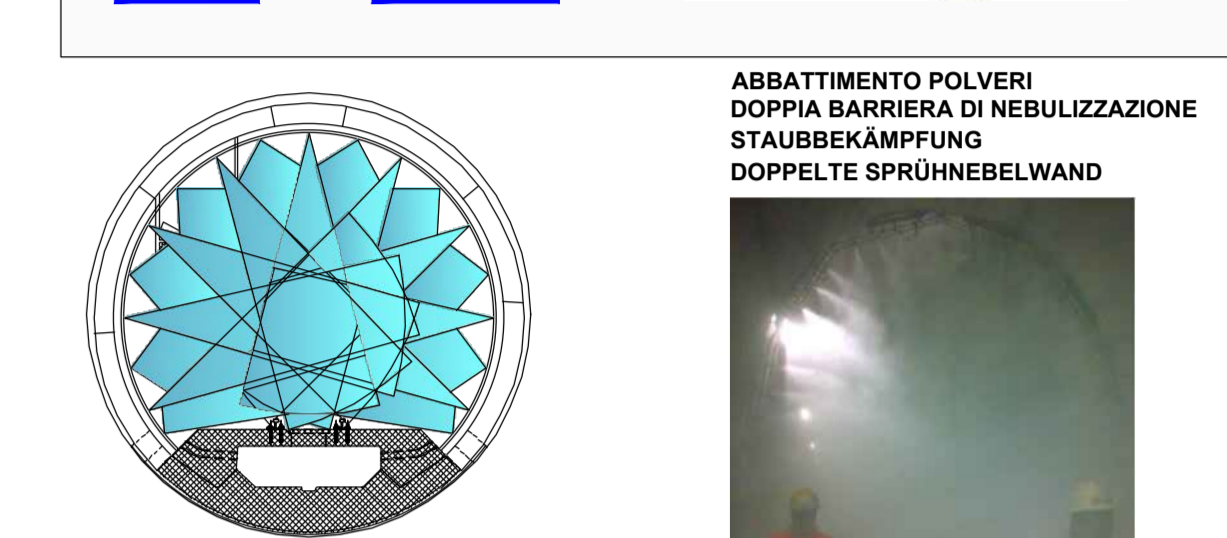 ABBATTIMENTO POLVERI
DOPPIA BARRIERA DI NEBULIZZAZIONE
STAUBBEKÄMPFUNG
DOPPELTE SPRÜHNEBELWAND